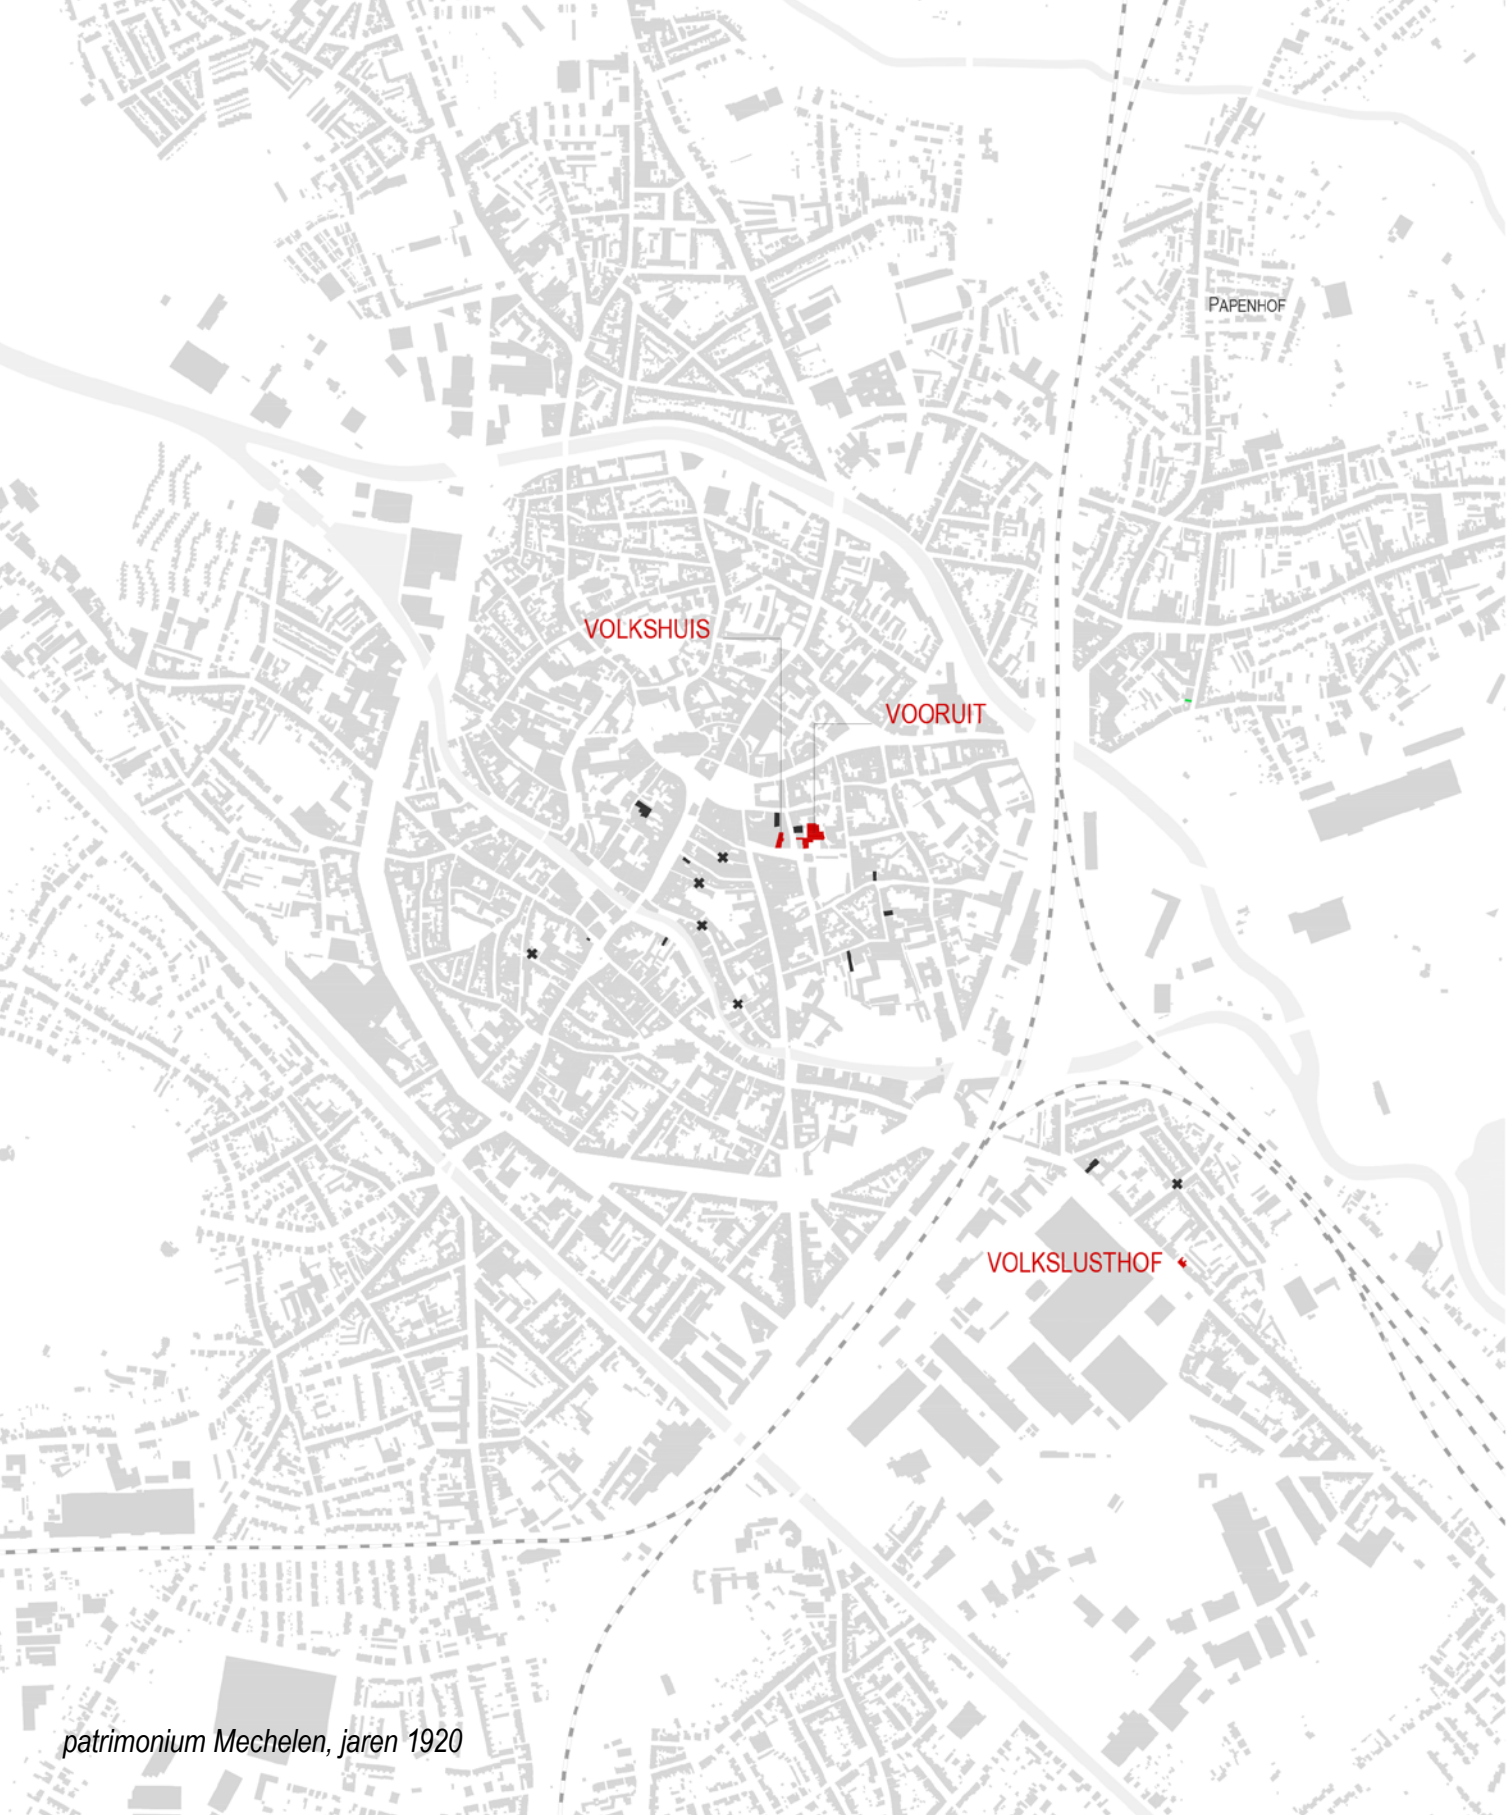 PAPENHOF
VOLKSHUIS
VOORUIT
VOLKSLUSTHOF
patrimonium Mechelen, jaren 1920